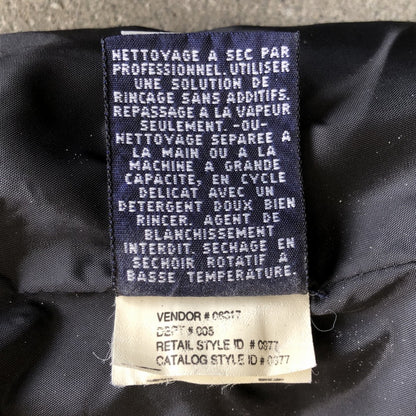 NETTOYAGE A SEC PAR
PROFESSIONNEL. UTILISER
UNE SOLUTION DE
RINCAGE SANS ADDITIFS.
REPASSAGE A LA VAPEUR
SEULEMENT. -OU-
NETTOYAGE SEPAREE A
LA MAIN OU A LA
MACHINE A GRANDE
CAPACITE, EN CYCLE
DELICAT AVEC UN
DETERGENT DOUX BIEN
RINCER. AGENT DE
BLANCHISSEMENT
INTERDIT. SECHAGE EN
SECHOIR ROTATIF A
BASSE TEMPERATURE.
VENDOR #
DEPT # 005
RETAIL STYLE ID # 0977
CATALOG STYLE ID # 0977